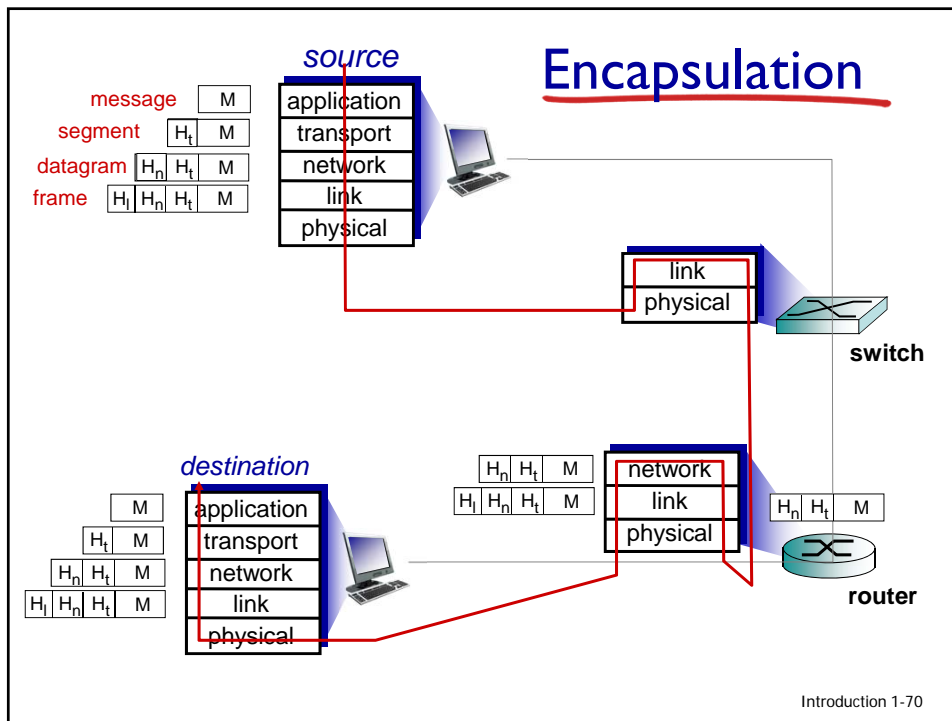 source
Encapsulation
message M
segment Ht M
datagram Hn Ht M
frame Hl Hn Ht M
application
transport
network
link
physical
link
physical
switch
destination
M
Ht M
Hn Ht M
Hl Hn Ht M
application
transport
network
link
physical
Hn Ht M
Hl Hn Ht M
network
link
physical
Hn Ht M
router
Introduction 1-70